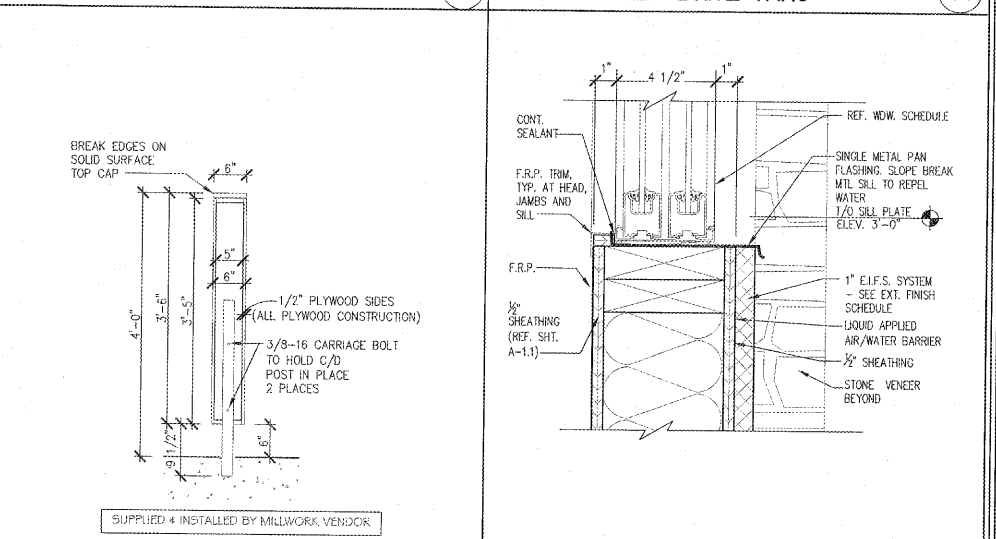 BREAK EDGES ON
SOLID SURFACE
TOP CAP
6"
5"
6"
4'-0"
3'-6"
3'-5"
1/2" PLYWOOD SIDES
(ALL PLYWOOD CONSTRUCTION)
3/8-16 CARRIAGE BOLT
TO HOLD C/D
POST IN PLACE
2 PLACES
9 1/2"
6"
SUPPLIED & INSTALLED BY MILLWORK VENDOR
1"
4 1/2"
1"
CONT.
SEALANT
F.R.P. TRIM,
TYP. AT HEAD,
JAMBS AND
SILL
F.R.P.
½"
SHEATHING
(REF. SHT.
A-1.1)
REF. WDW. SCHEDULE
SINGLE METAL PAN
FLASHING. SLOPE BREAK
MTL SILL TO REPEL
WATER
T/O SILL PLATE
ELEV. 3'-0"
1" E.I.F.S. SYSTEM
- SEE EXT. FINISH
SCHEDULE
LIQUID APPLIED
AIR/WATER BARRIER
½" SHEATHING
STONE VENEER
BEYOND